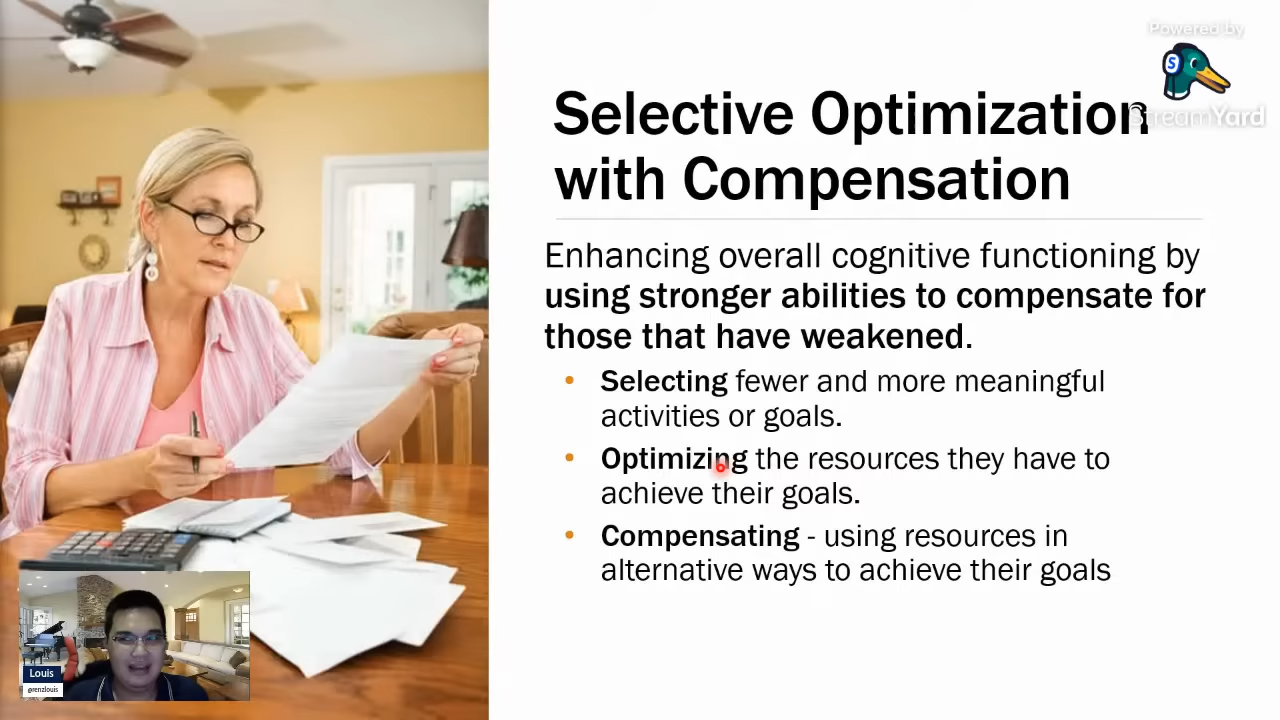 Powered by
S
StreamYard
Selective Optimization
with Compensation
Enhancing overall cognitive functioning by
using stronger abilities to compensate for
those that have weakened.
• Selecting fewer and more meaningful
activities or goals.
• Optimizing the resources they have to
achieve their goals.
• Compensating - using resources in
alternative ways to achieve their goals
Louis
@renzlouis